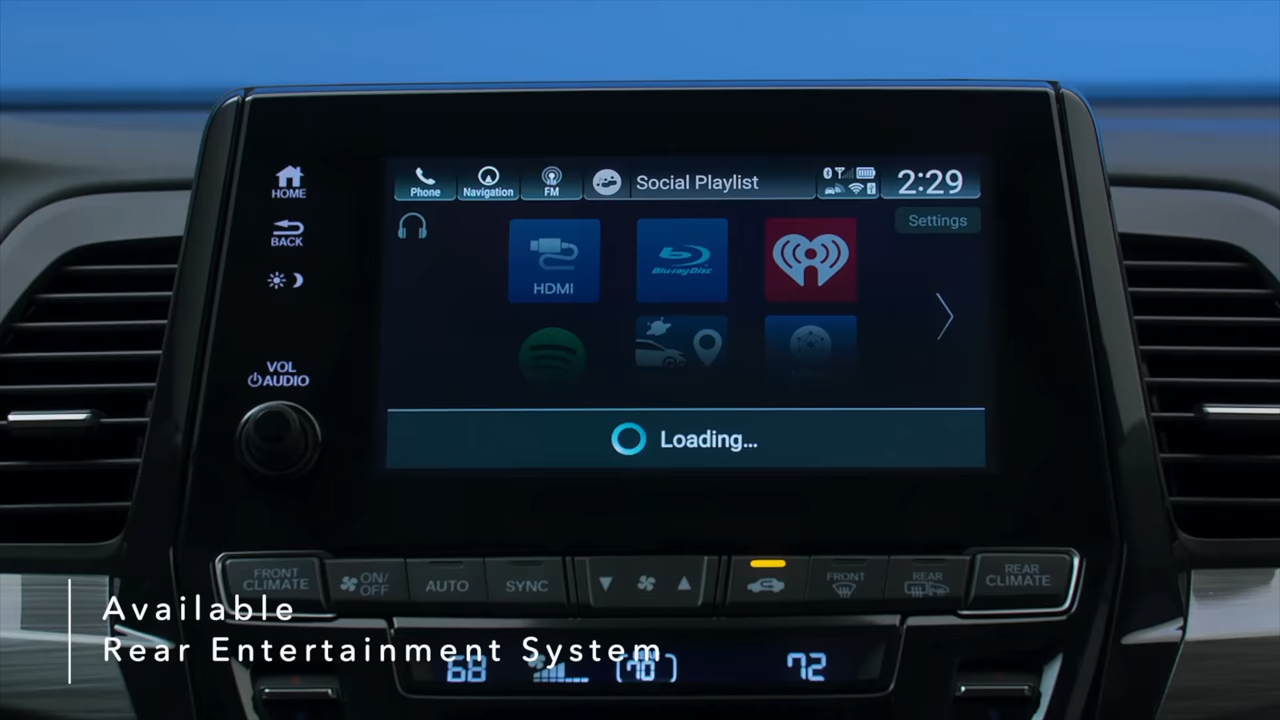 HOME
BACK
VOL
AUDIO
Phone
Navigation
FM
Social Playlist
2:29
Settings
HDMI
Blu-ray Disc
Loading...
FRONT
CLIMATE
ON/
OFF
AUTO
SYNC
FRONT
REAR
REAR
CLIMATE
Available
Rear Entertainment System
68
70
72